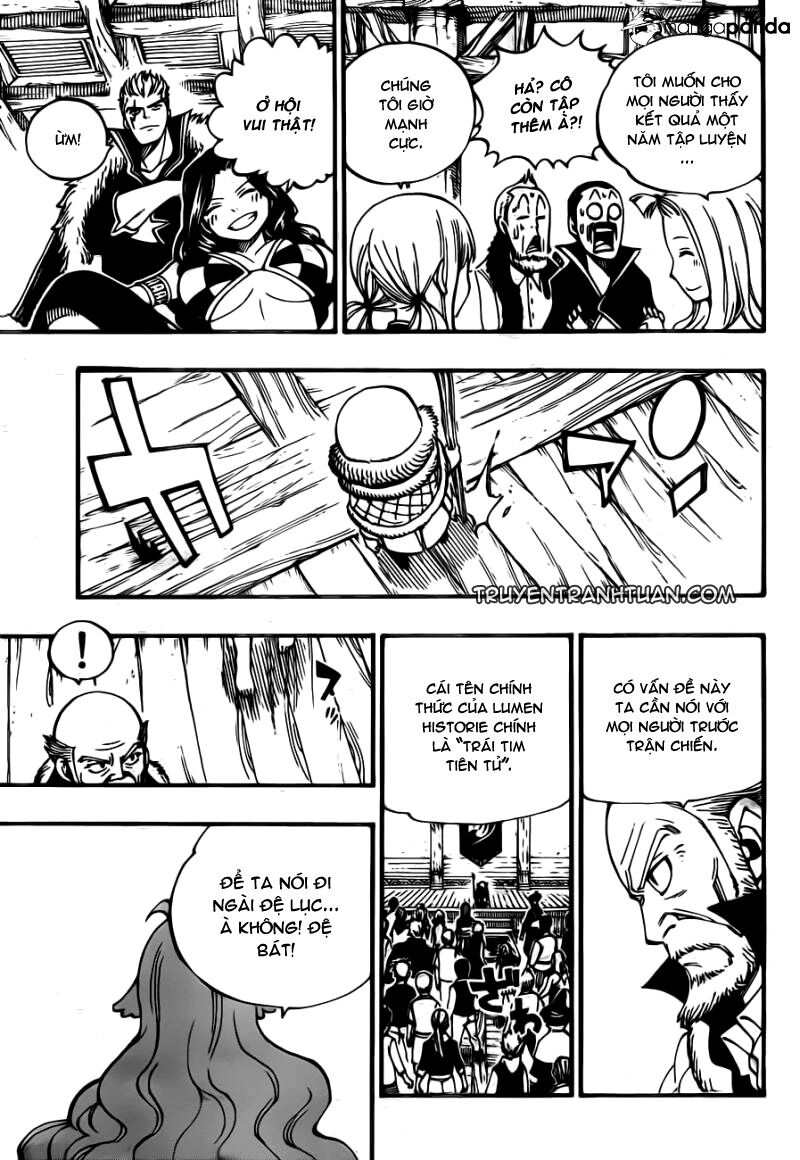 mangapanda
TÔI MUỐN CHO
MỌI NGƯỜI THẤY
KẾT QUẢ MỘT
NĂM TẬP LUYỆN
...
HẢ? CÔ
CÒN TẬP
THÊM À?!
CHÚNG
TÔI GIỜ
MẠNH
CỰC.
Ở HỘI
VUI THẬT!
ỪM!
カッ
TRUYENTRANHTUAN.COM
CÓ VẤN ĐỀ NÀY
TA CẦN NÓI VỚI
MỌI NGƯỜI TRƯỚC
TRẬN CHIẾN.
CÁI TÊN CHÍNH
THỨC CỦA LUMEN
HISTORIE CHÍNH
LÀ “TRÁI TIM
TIÊN TỬ”.
!
ĐỂ TA NÓI ĐI
NGÀI ĐỆ LỤC...
À KHÔNG! ĐỆ
BÁT!